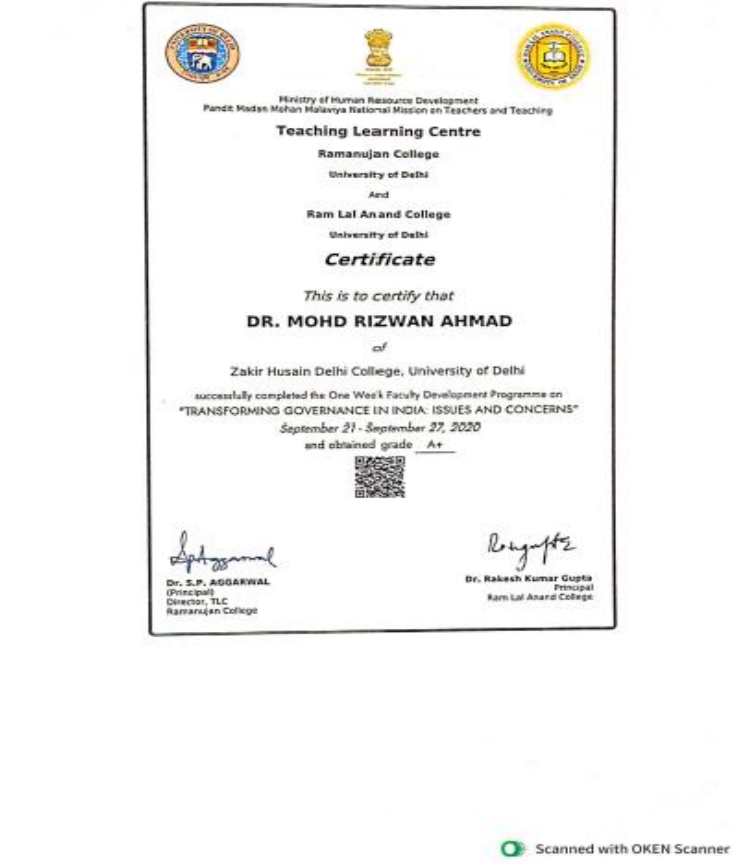 UNIVERSITY OF DELHI
Ministry of Human Resource Development
Pandit Madan Mohan Malaviya National Mission on Teachers and Teaching
Teaching Learning Centre
Ramanujan College
University of Delhi
And
Ram Lal Anand College
University of Delhi
Certificate
This is to certify that
DR. MOHD RIZWAN AHMAD
of
Zakir Husain Delhi College, University of Delhi
successfully completed the One Week Faculty Development Programme on
"TRANSFORMING GOVERNANCE IN INDIA: ISSUES AND CONCERNS"
September 21 - September 27, 2020
and obtained grade A+
SpAggarwal
Dr. S.P. AGGARWAL
(Principal)
Director, TLC
Ramanujan College
Dr. Rakesh Kumar Gupta
Principal
Ram Lal Anand College
Scanned with OKEN Scanner